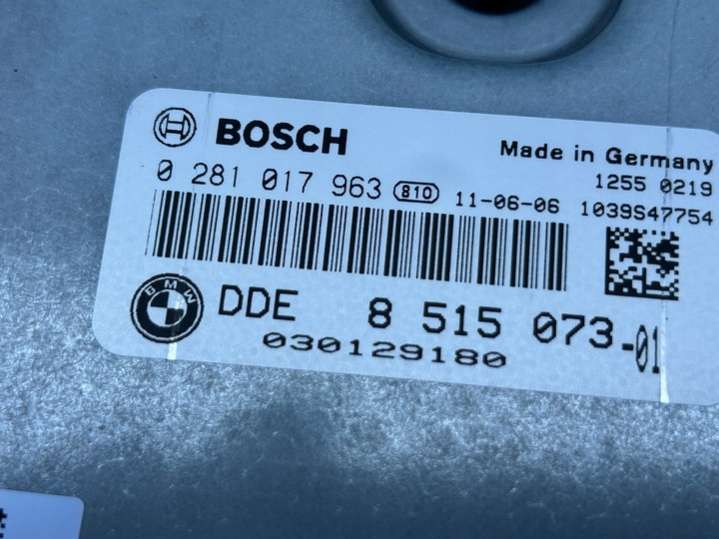 BOSCH
Made in Germany
0 281 017 963 810 11-06-06
1255 0219
1039S47754
BMW
DDE 8 515 073-01
030129180